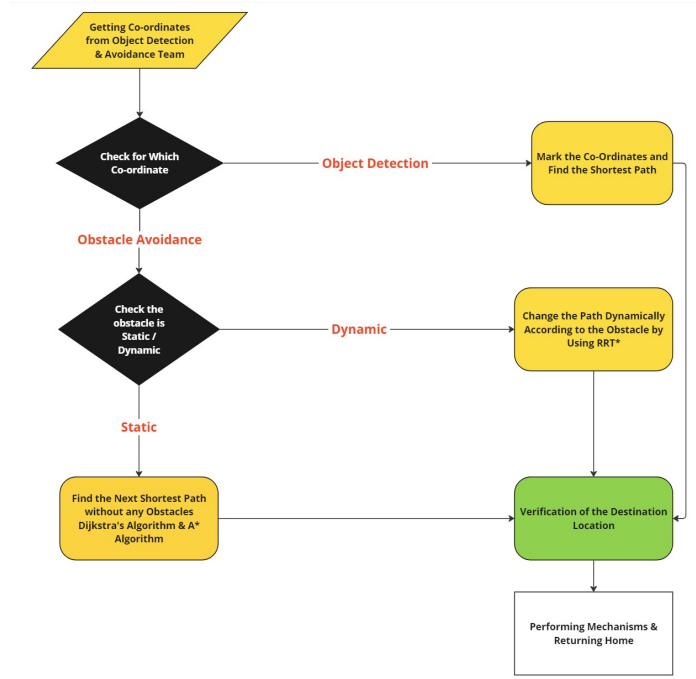 Getting Co-ordinates
from Object Detection
& Avoidance Team
Check for Which
Co-ordinate
Object Detection
Mark the Co-Ordinates and
Find the Shortest Path
Obstacle Avoidance
Check the
obstacle is
Static /
Dynamic
Dynamic
Change the Path Dynamically
According to the Obstacle by
Using RRT*
Static
Find the Next Shortest Path
without any Obstacles
Dijkstra's Algorithm & A*
Algorithm
Verification of the Destination
Location
Performing Mechanisms &
Returning Home